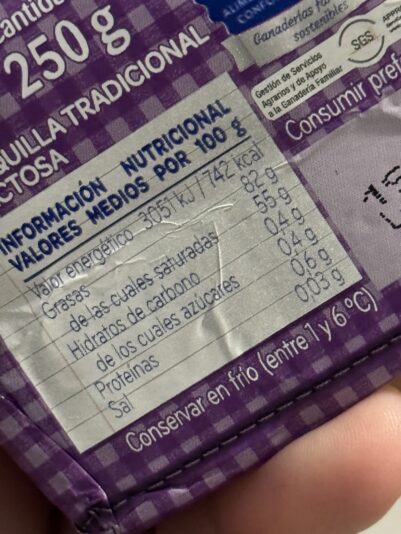 250 g
QUILLA TRADICIONAL
CTOSA
Ganaderías
sostenibles
SGS
Gestión de Servicios
Agrarios y de Apoyo
a la Ganadería Familiar
Consumir pref
INFORMACIÓN NUTRICIONAL
VALORES MEDIOS POR 100 g
Valor energético 3051 kJ / 742 kcal
Grasas 82 g
de las cuales saturadas 55 g
Hidratos de carbono 0,4 g
de los cuales azúcares 0,4 g
Proteínas 0,6 g
Sal 0,03 g
Conservar en frío (entre 1 y 6 °C)